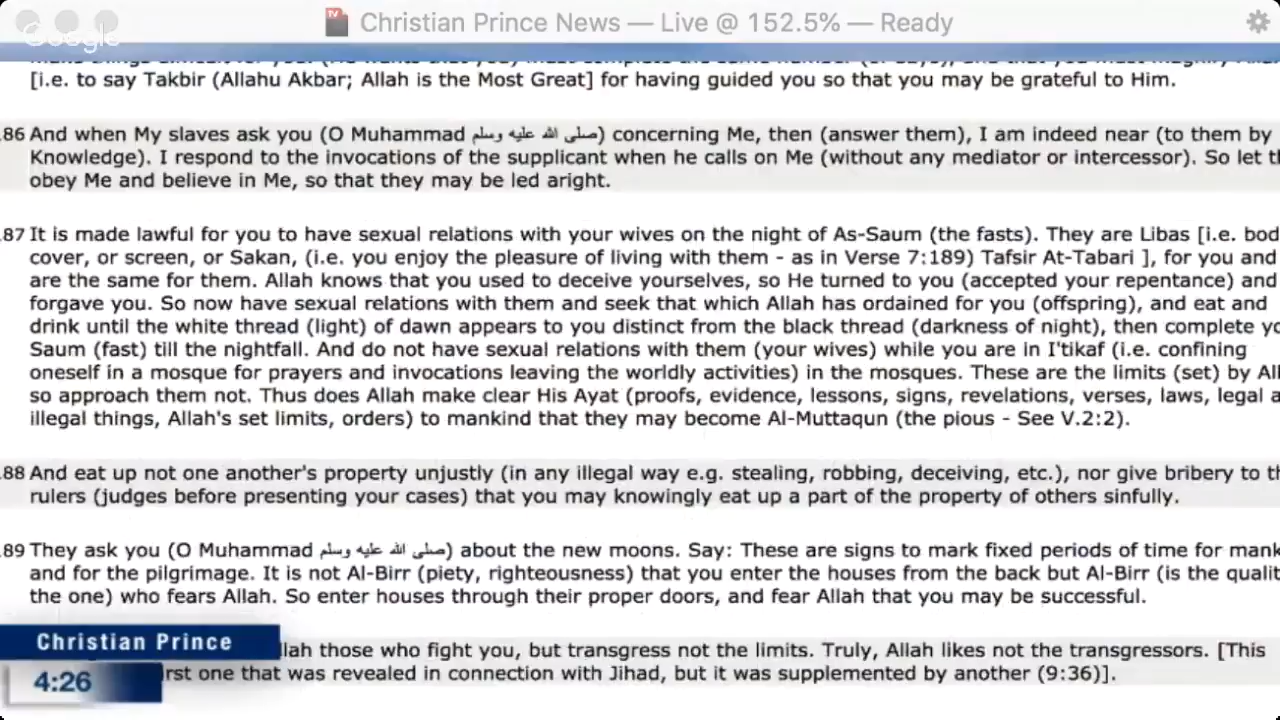 Christian Prince News — Live @ 152.5% — Ready
Google
[i.e. to say Takbir (Allahu Akbar; Allah is the Most Great] for having guided you so that you may be grateful to Him.
86 And when My slaves ask you (O Muhammad صلى الله عليه وسلم) concerning Me, then (answer them), I am indeed near (to them by
Knowledge). I respond to the invocations of the supplicant when he calls on Me (without any mediator or intercessor). So let th
obey Me and believe in Me, so that they may be led aright.
87 It is made lawful for you to have sexual relations with your wives on the night of As-Saum (the fasts). They are Libas [i.e. bod
cover, or screen, or Sakan, (i.e. you enjoy the pleasure of living with them - as in Verse 7:189) Tafsir At-Tabari ], for you and
are the same for them. Allah knows that you used to deceive yourselves, so He turned to you (accepted your repentance) and
forgave you. So now have sexual relations with them and seek that which Allah has ordained for you (offspring), and eat and
drink until the white thread (light) of dawn appears to you distinct from the black thread (darkness of night), then complete yo
Saum (fast) till the nightfall. And do not have sexual relations with them (your wives) while you are in I'tikaf (i.e. confining
oneself in a mosque for prayers and invocations leaving the worldly activities) in the mosques. These are the limits (set) by All
so approach them not. Thus does Allah make clear His Ayat (proofs, evidence, lessons, signs, revelations, verses, laws, legal a
illegal things, Allah's set limits, orders) to mankind that they may become Al-Muttaqun (the pious - See V.2:2).
88 And eat up not one another's property unjustly (in any illegal way e.g. stealing, robbing, deceiving, etc.), nor give bribery to th
rulers (judges before presenting your cases) that you may knowingly eat up a part of the property of others sinfully.
89 They ask you (O Muhammad صلى الله عليه وسلم) about the new moons. Say: These are signs to mark fixed periods of time for mank
and for the pilgrimage. It is not Al-Birr (piety, righteousness) that you enter the houses from the back but Al-Birr (is the qualit
the one) who fears Allah. So enter houses through their proper doors, and fear Allah that you may be successful.
llah those who fight you, but transgress not the limits. Truly, Allah likes not the transgressors. [This
rst one that was revealed in connection with Jihad, but it was supplemented by another (9:36)].
Christian Prince
4:26